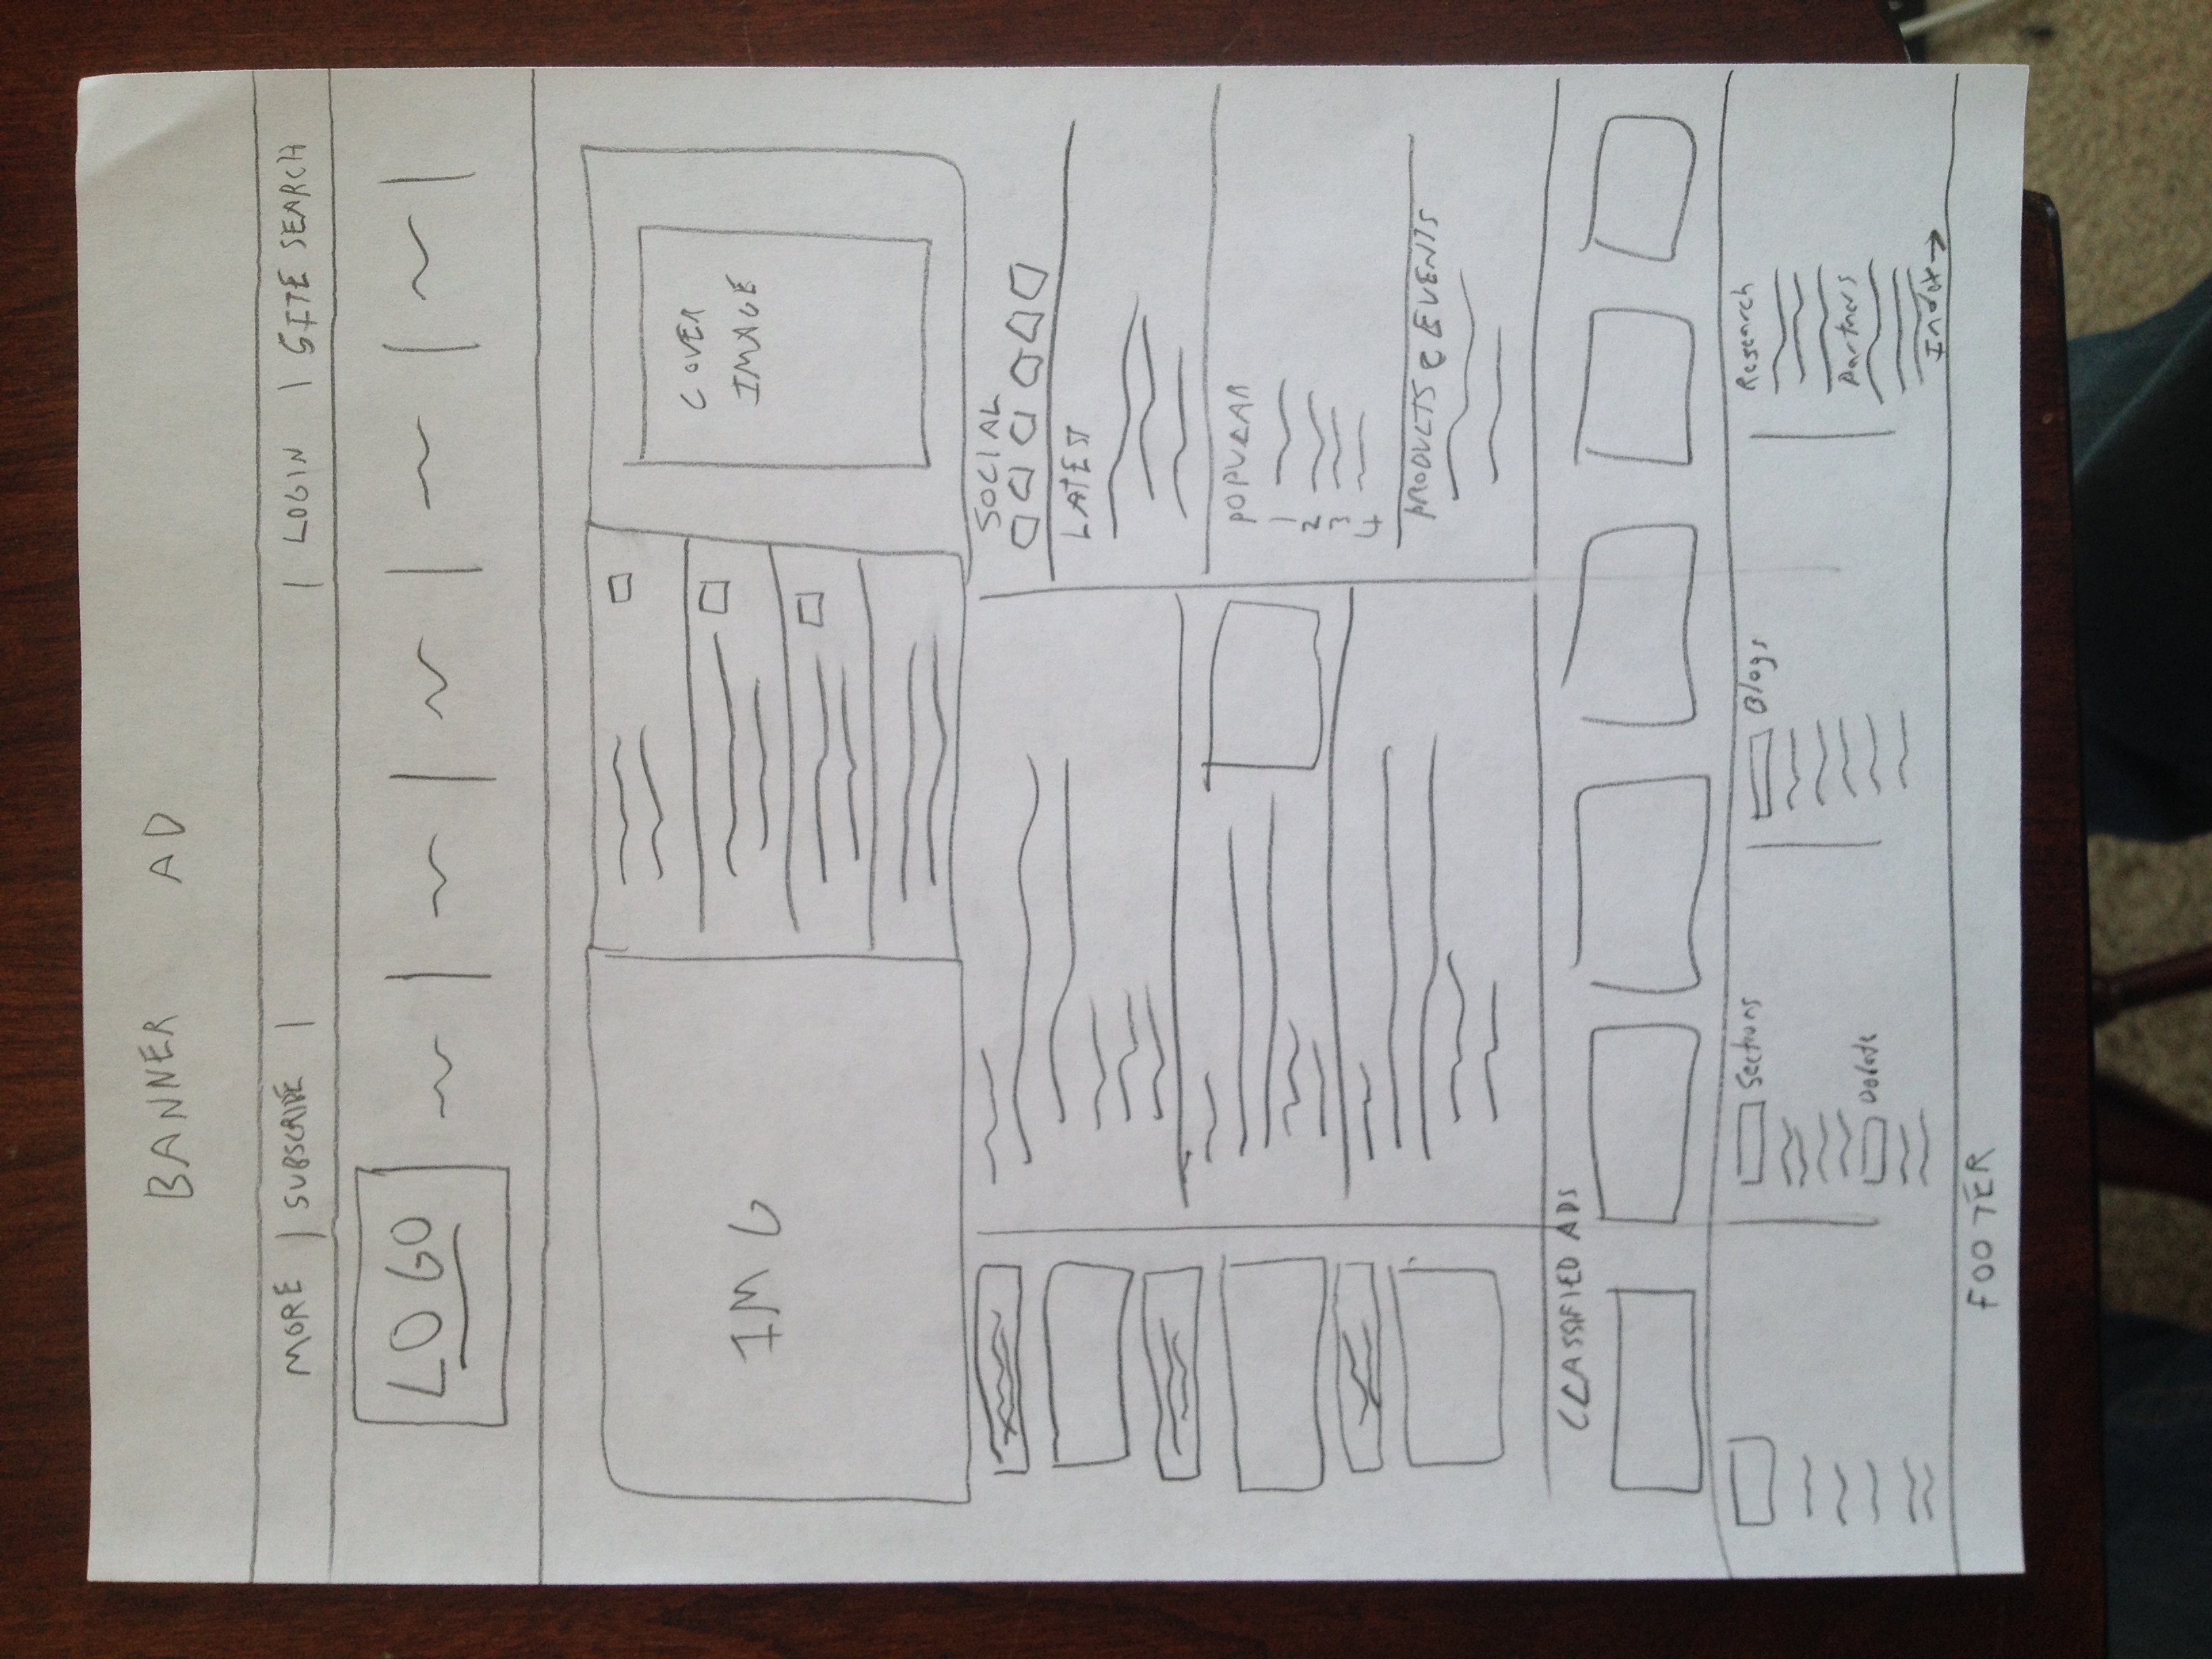 BANNER AD
MORE | SUBSCRIBE |
| LOGIN | SITE SEARCH
LOGO
IMG
COVER
IMAGE
SOCIAL
LATEST
POPULAR
1
2
3
4
PRODUCTS & EVENTS
CLASSIFIED ADS
Sections
Debate
Blogs
Research
Partners
Index →
FOOTER